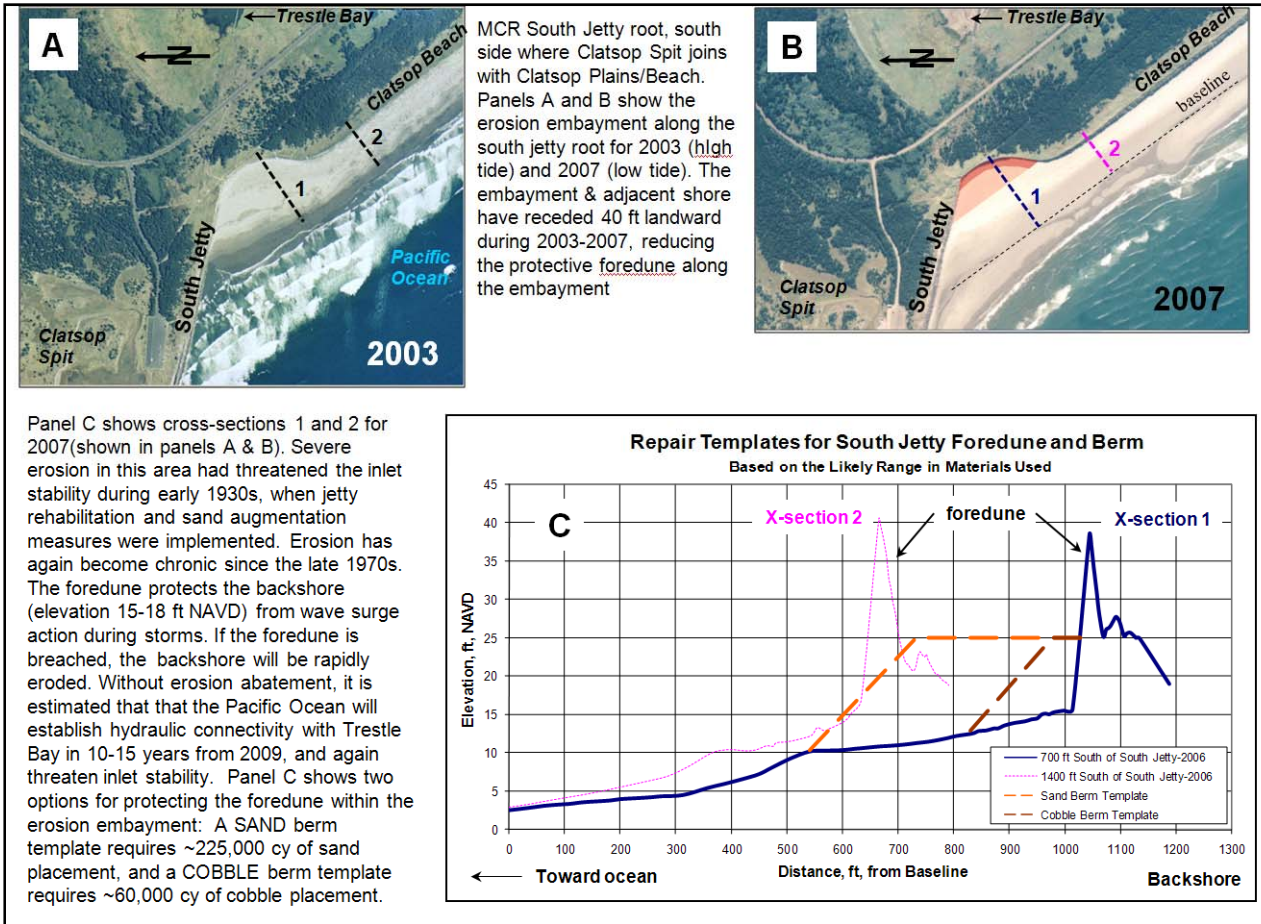 A
Trestle Bay
N
Clatsop Beach
2
1
South Jetty
Pacific
Ocean
Clatsop
Spit
2003
MCR South Jetty root, south
side where Clatsop Spit joins
with Clatsop Plains/Beach.
Panels A and B show the
erosion embayment along the
south jetty root for 2003 (hIgh
tide) and 2007 (low tide). The
embayment & adjacent shore
have receded 40 ft landward
during 2003-2007, reducing
the protective foredune along
the embayment
B
Trestle Bay
N
Clatsop Beach
baseline
2
1
South Jetty
Clatsop
Spit
2007
Panel C shows cross-sections 1 and 2 for
2007(shown in panels A & B). Severe
erosion in this area had threatened the inlet
stability during early 1930s, when jetty
rehabilitation and sand augmentation
measures were implemented. Erosion has
again become chronic since the late 1970s.
The foredune protects the backshore
(elevation 15-18 ft NAVD) from wave surge
action during storms. If the foredune is
breached, the backshore will be rapidly
eroded. Without erosion abatement, it is
estimated that that the Pacific Ocean will
establish hydraulic connectivity with Trestle
Bay in 10-15 years from 2009, and again
threaten inlet stability. Panel C shows two
options for protecting the foredune within the
erosion embayment: A SAND berm
template requires ~225,000 cy of sand
placement, and a COBBLE berm template
requires ~60,000 cy of cobble placement.
Repair Templates for South Jetty Foredune and Berm
Based on the Likely Range in Materials Used
C
X-section 2
foredune
X-section 1
Elevation, ft, NAVD
45
40
35
30
25
20
15
10
5
0
700 ft South of South Jetty-2006
1400 ft South of South Jetty-2006
Sand Berm Template
Cobble Berm Template
0 100 200 300 400 500 600 700 800 900 1000 1100 1200 1300
Toward ocean
Distance, ft, from Baseline
Backshore